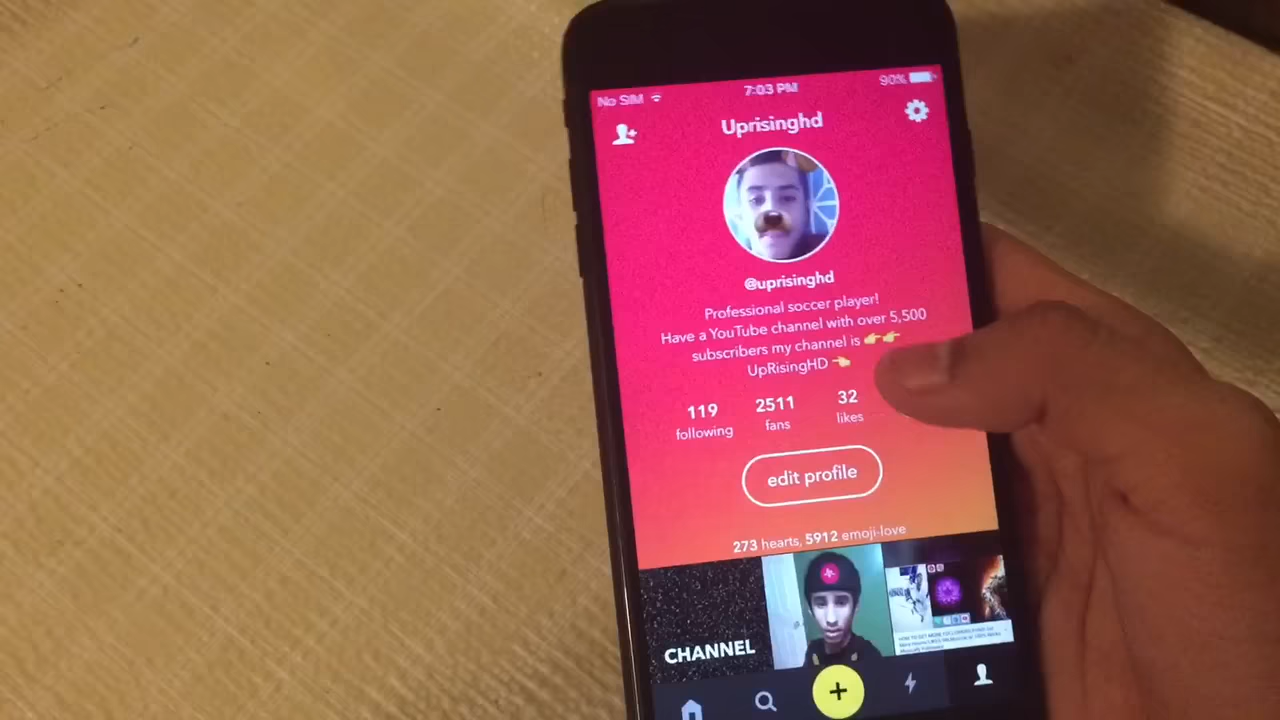 No SIM 7:03 PM 90%
Uprisinghd
@uprisinghd
Professional soccer player!
Have a YouTube channel with over 5,500
subscribers my channel is 👉👉
UpRisingHD 👈
119 2511 32
following fans likes
edit profile
273 hearts, 5912 emoji-love
CHANNEL